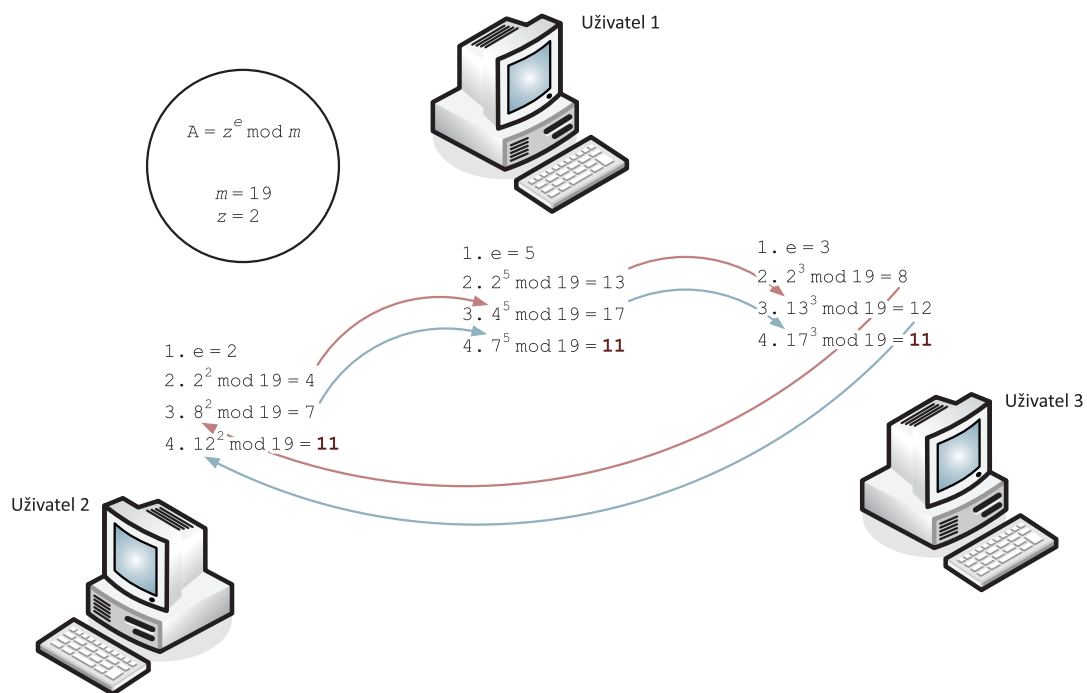 Uživatel 1
A = z^e mod m
m = 19
z = 2
1. e = 5
2. 2^5 mod 19 = 13
3. 4^5 mod 19 = 17
4. 7^5 mod 19 = 11
1. e = 3
2. 2^3 mod 19 = 8
3. 13^3 mod 19 = 12
4. 17^3 mod 19 = 11
1. e = 2
2. 2^2 mod 19 = 4
3. 8^2 mod 19 = 7
4. 12^2 mod 19 = 11
Uživatel 3
Uživatel 2